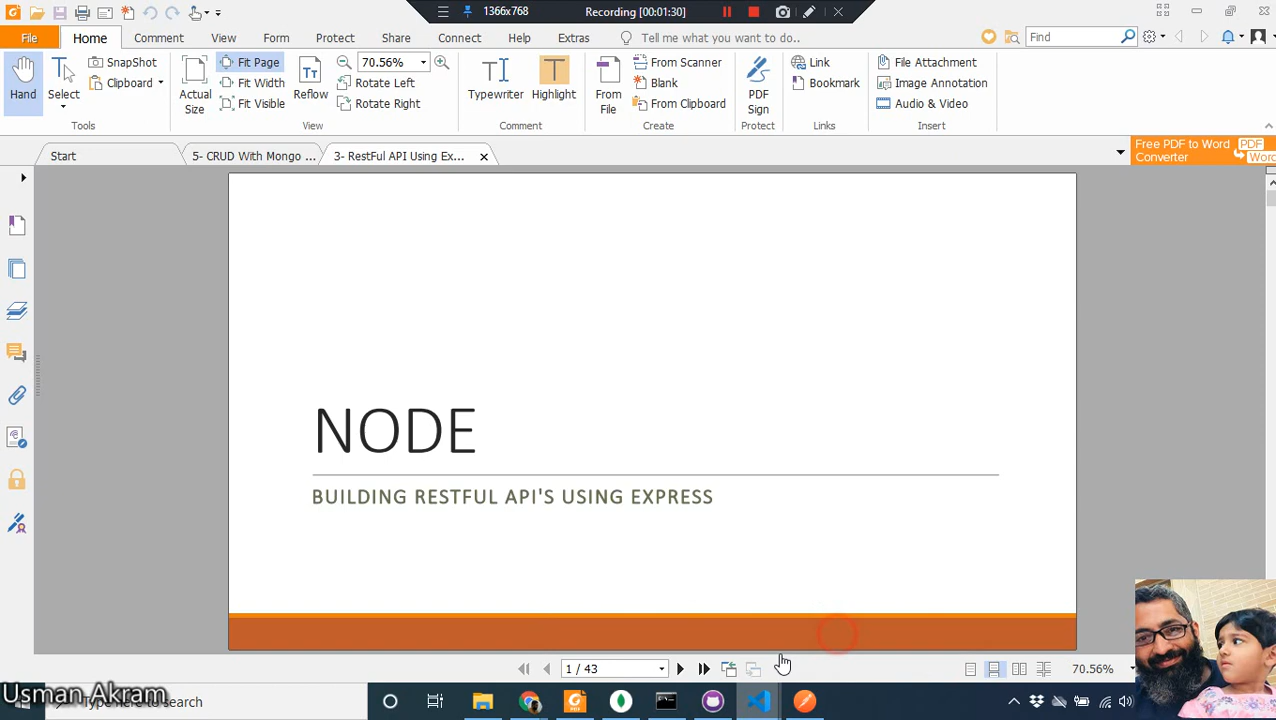 1366x768
Recording [00:01:30]
File
Home
Comment
View
Form
Protect
Share
Connect
Help
Extras
Tell me what you want to do..
Find
Hand
Select
SnapShot
Clipboard
Tools
Actual
Size
Fit Page
Fit Width
Fit Visible
Reflow
70.56%
Rotate Left
Rotate Right
View
Typewriter
Highlight
Comment
From
File
From Scanner
Blank
From Clipboard
Create
PDF
Sign
Protect
Link
Bookmark
Links
File Attachment
Image Annotation
Audio & Video
Insert
Start
5- CRUD With Mongo ...
3- RestFul API Using Ex...
Free PDF to Word
Converter
PDF
Word
NODE
BUILDING RESTFUL API'S USING EXPRESS
1 / 43
70.56%
Usman Akram
Type here to search